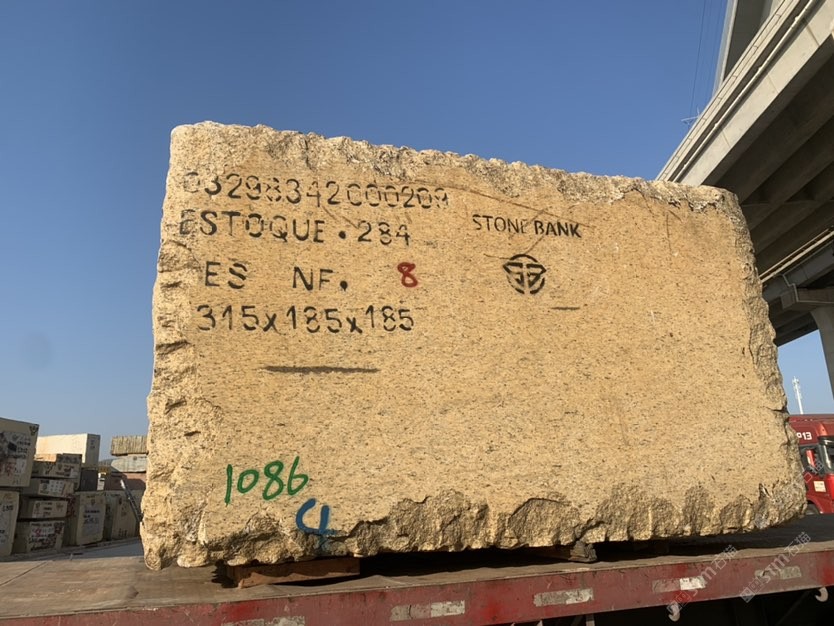 03298342000209
ESTOQUE . 284
STONE BANK
ES NF. 8
315x185x185
1086
4